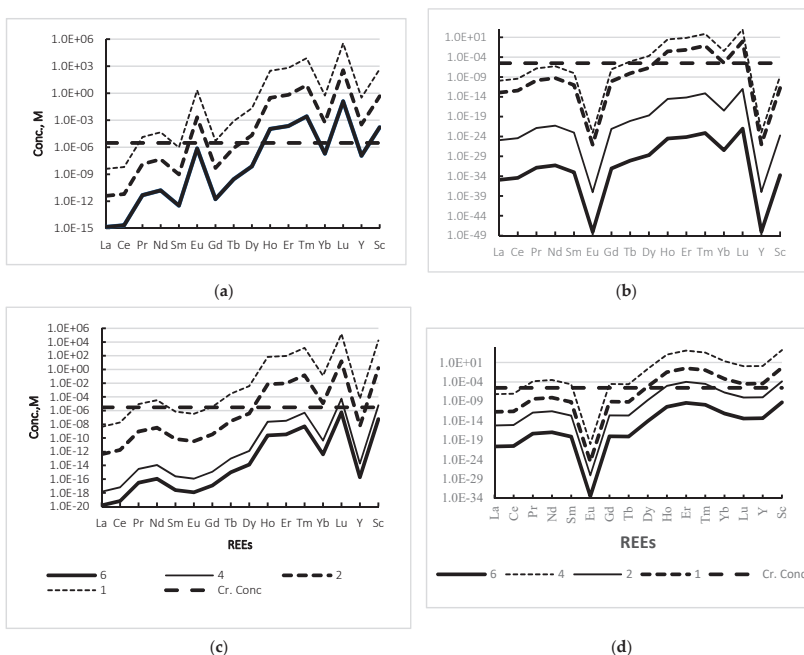 1.0E+06
1.0E+03
1.0E+00
1.0E-03
1.0E-06
1.0E-09
1.0E-12
1.0E-15
Conc., M
La Ce Pr Nd Sm Eu Gd Tb Dy Ho Er Tm Yb Lu Y Sc
(a)
1.0E+01
1.0E-04
1.0E-09
1.0E-14
1.0E-19
1.0E-24
1.0E-29
1.0E-34
1.0E-39
1.0E-44
1.0E-49
La Ce Pr Nd Sm Eu Gd Tb Dy Ho Er Tm Yb Lu Y Sc
(b)
1.0E+06
1.0E+04
1.0E+02
1.0E+00
1.0E-02
1.0E-04
1.0E-06
1.0E-08
1.0E-10
1.0E-12
1.0E-14
1.0E-16
1.0E-18
1.0E-20
Conc.,M
La Ce Pr Nd Sm Eu Gd Tb Dy Ho Er Tm Yb Lu Y Sc
REEs
6 4 2
1 Cr. Conc
(c)
1.0E+01
1.0E-04
1.0E-09
1.0E-14
1.0E-19
1.0E-24
1.0E-29
1.0E-34
La Ce Pr Nd Sm Eu Gd Tb Dy Ho Er Tm Yb Lu Y Sc
REEs
6 4 2 1 Cr. Conc
(d)